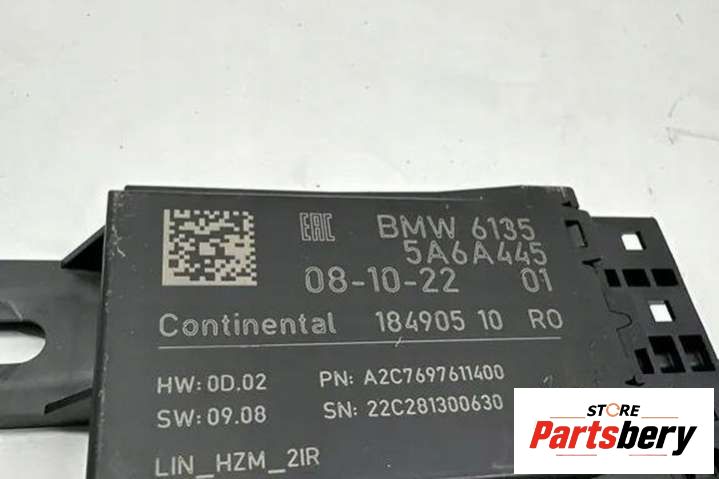 EAC BMW 6135
5A6A445
08-10-22 01
Continental 184905 10 RO
HW: 0D.02 PN: A2C7697611400
SW: 09.08 SN: 22C281300630
LIN_HZM_2IR
STORE
Partsbery